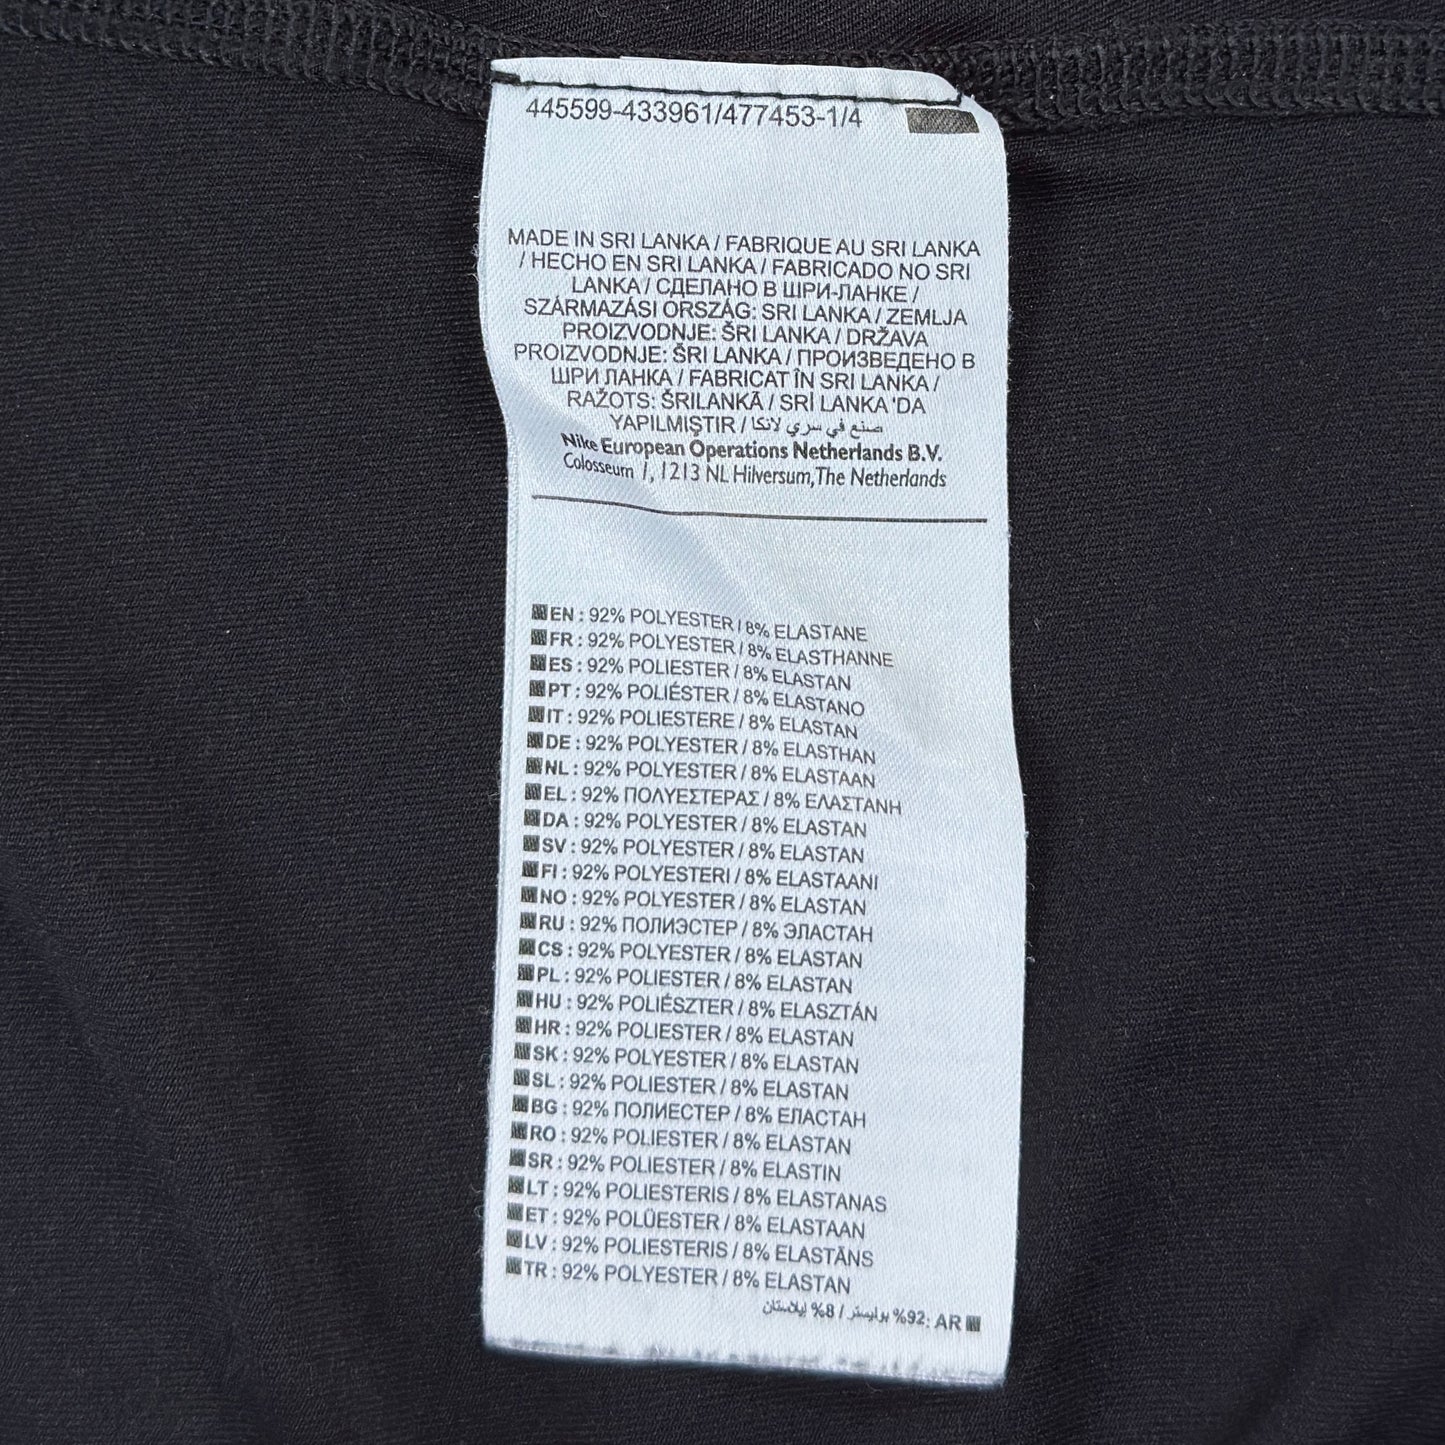 445599-433961/477453-1/4
MADE IN SRI LANKA / FABRIQUE AU SRI LANKA
/ HECHO EN SRI LANKA / FABRICADO NO SRI
LANKA / СДЕЛАНО В ШРИ-ЛАНКЕ /
SZÁRMAZÁSI ORSZÁG: SRI LANKA / ZEMLJA
PROIZVODNJE: ŠRI LANKA / DRŽAVA
PROIZVODNJE: ŠRI LANKA / ПРОИЗВЕДЕНО В
ШРИ ЛАНКА / FABRICAT ÎN SRI LANKA /
RAŽOTS: ŠRILANKĀ / SRİ LANKA 'DA
YAPILMIŞTIR / صنع في سري لانكا
Nike European Operations Netherlands B.V.
Colosseum 1, 1213 NL Hilversum, The Netherlands
EN : 92% POLYESTER / 8% ELASTANE
FR : 92% POLYESTER / 8% ELASTHANNE
ES : 92% POLIESTER / 8% ELASTAN
PT : 92% POLIÉSTER / 8% ELASTANO
IT : 92% POLIESTERE / 8% ELASTAN
DE : 92% POLYESTER / 8% ELASTHAN
NL : 92% POLYESTER / 8% ELASTAAN
EL : 92% ΠΟΛΥΕΣΤΕΡΑΣ / 8% ΕΛΑΣΤΑΝΗ
DA : 92% POLYESTER / 8% ELASTAN
SV : 92% POLYESTER / 8% ELASTAN
FI : 92% POLYESTERI / 8% ELASTAANI
NO : 92% POLYESTER / 8% ELASTAN
RU : 92% ПОЛИЭСТЕР / 8% ЭЛАСТАН
CS : 92% POLYESTER / 8% ELASTAN
PL : 92% POLIESTER / 8% ELASTAN
HU : 92% POLIÉSZTER / 8% ELASZTÁN
HR : 92% POLIESTER / 8% ELASTAN
SK : 92% POLYESTER / 8% ELASTAN
SL : 92% POLIESTER / 8% ELASTAN
BG : 92% ПОЛИЕСТЕР / 8% ЕЛАСТАН
RO : 92% POLIESTER / 8% ELASTAN
SR : 92% POLIESTER / 8% ELASTIN
LT : 92% POLIESTERIS / 8% ELASTANAS
ET : 92% POLÜESTER / 8% ELASTAAN
LV : 92% POLIESTERIS / 8% ELASTĀNS
TR : 92% POLYESTER / 8% ELASTAN
AR :92% بوليستر / 8% إيلاستان